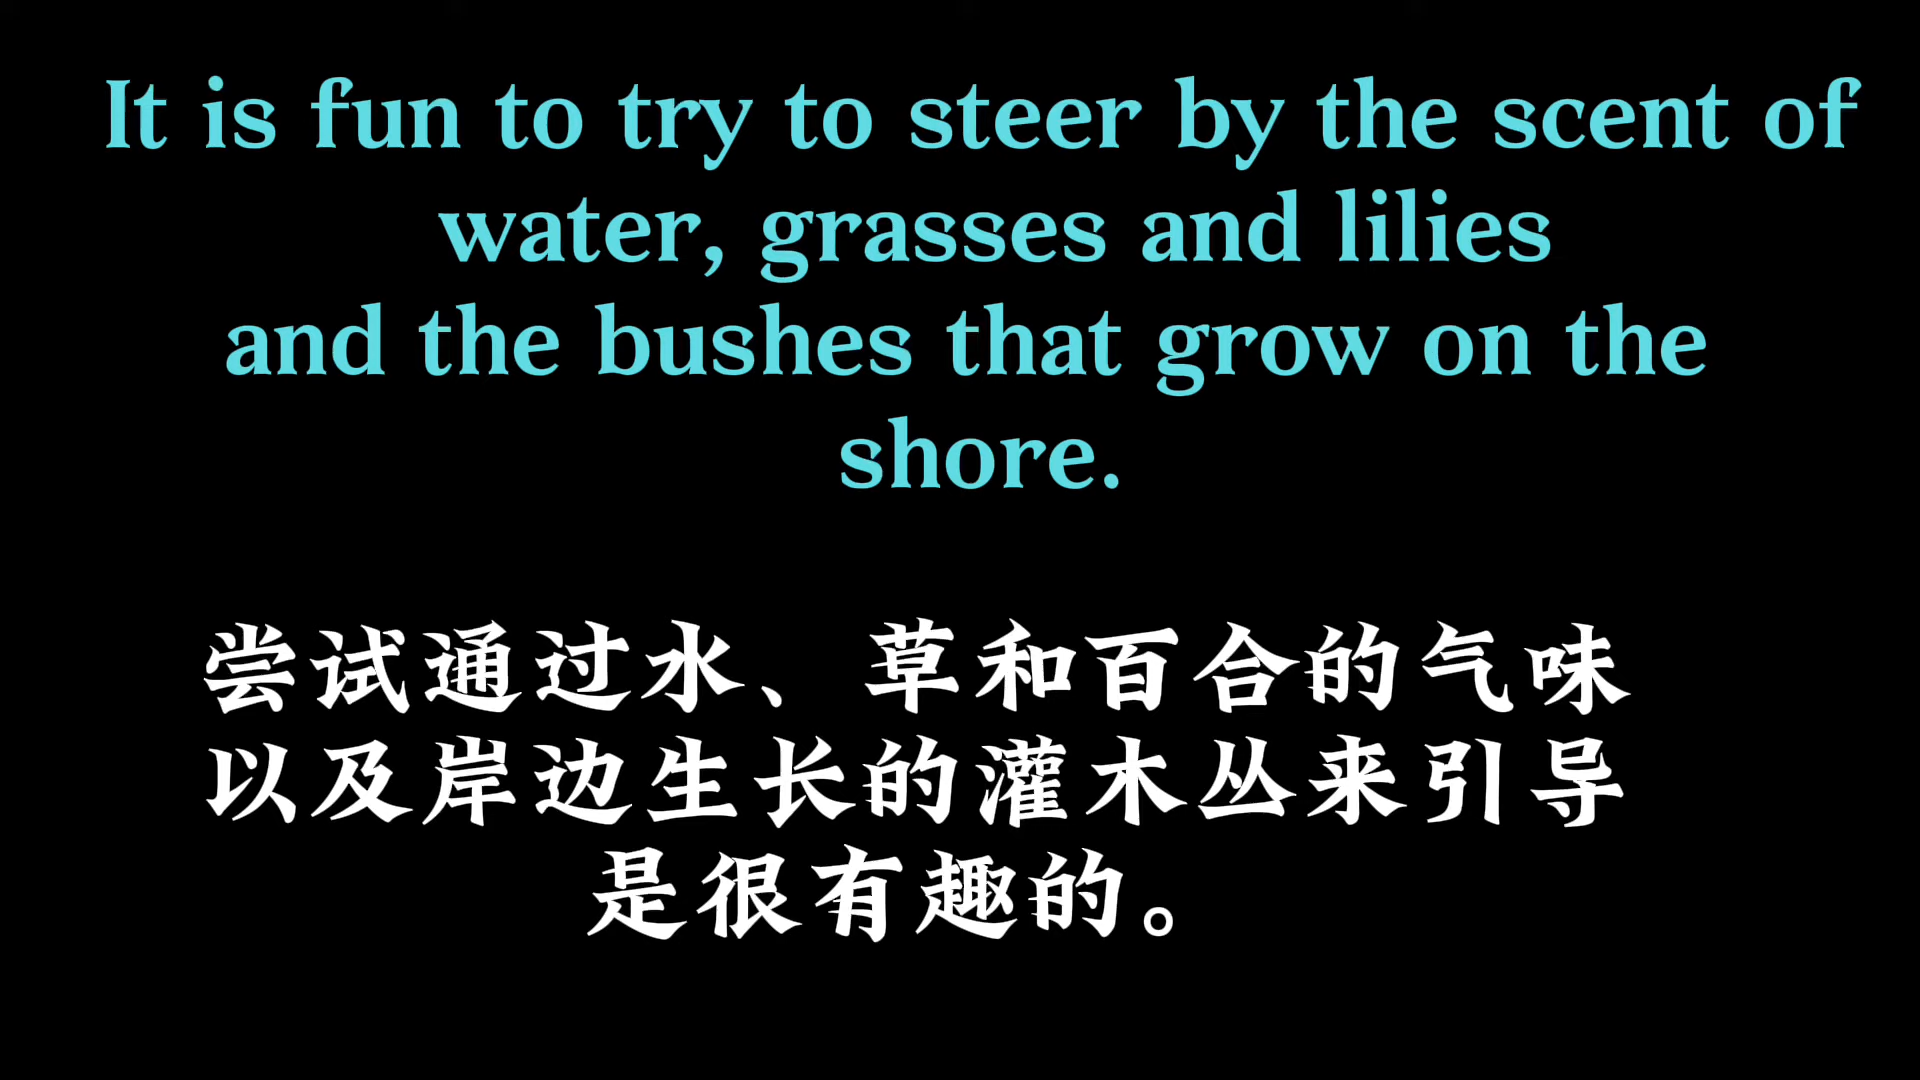 It is fun to try to steer by the scent of
water, grasses and lilies
and the bushes that grow on the
shore.
尝试通过水、草和百合的气味
以及岸边生长的灌木丛来引导
是很有趣的。